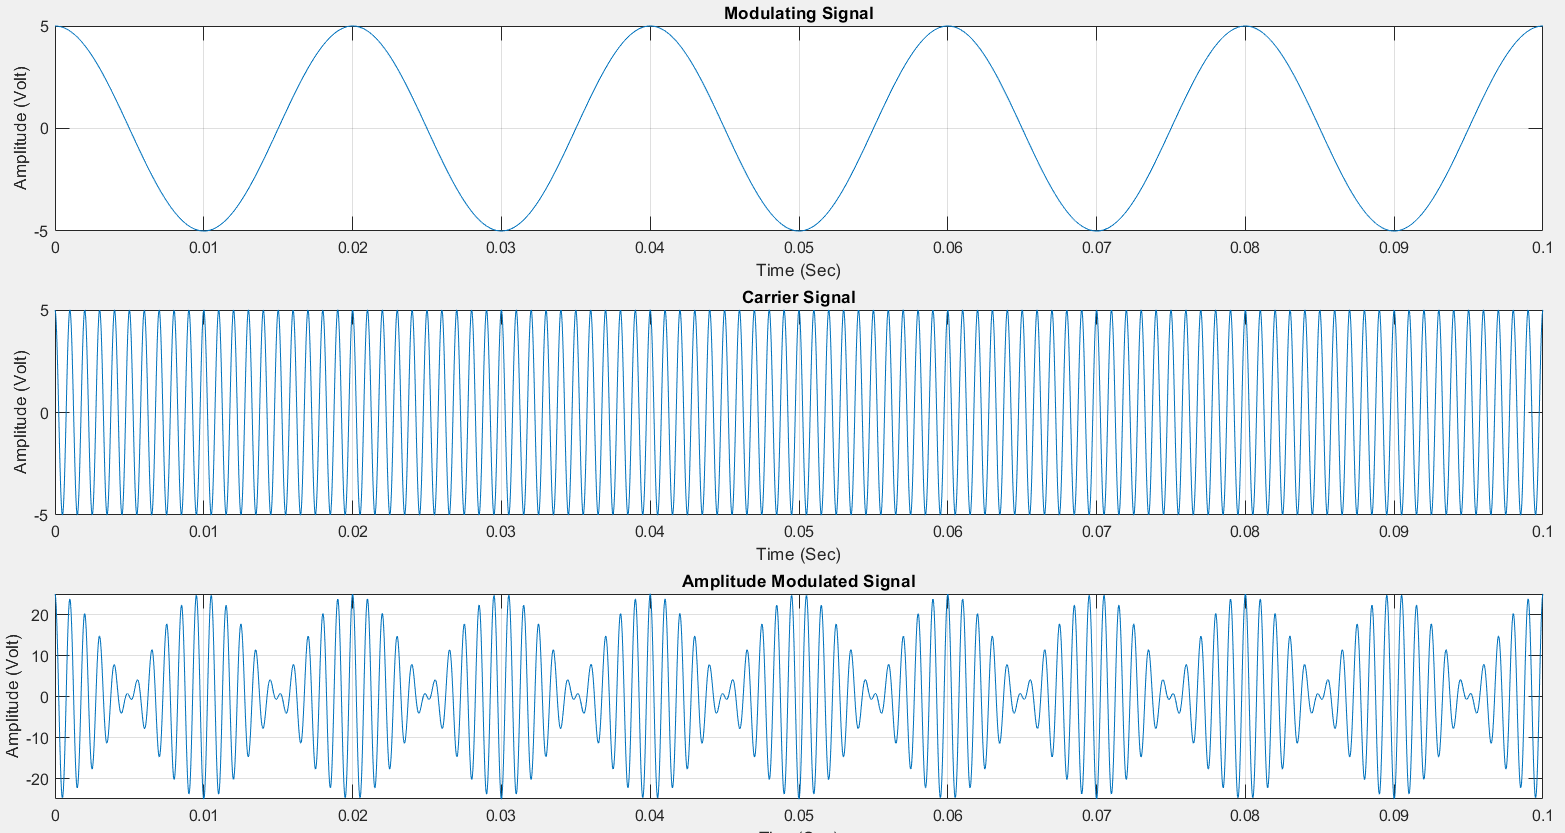 Modulating Signal
5
0
-5
Amplitude (Volt)
0 0.01 0.02 0.03 0.04 0.05 0.06 0.07 0.08 0.09 0.1
Time (Sec)
Carrier Signal
5
0
-5
Amplitude (Volt)
0 0.01 0.02 0.03 0.04 0.05 0.06 0.07 0.08 0.09 0.1
Time (Sec)
Amplitude Modulated Signal
20
10
0
-10
-20
Amplitude (Volt)
0 0.01 0.02 0.03 0.04 0.05 0.06 0.07 0.08 0.09 0.1